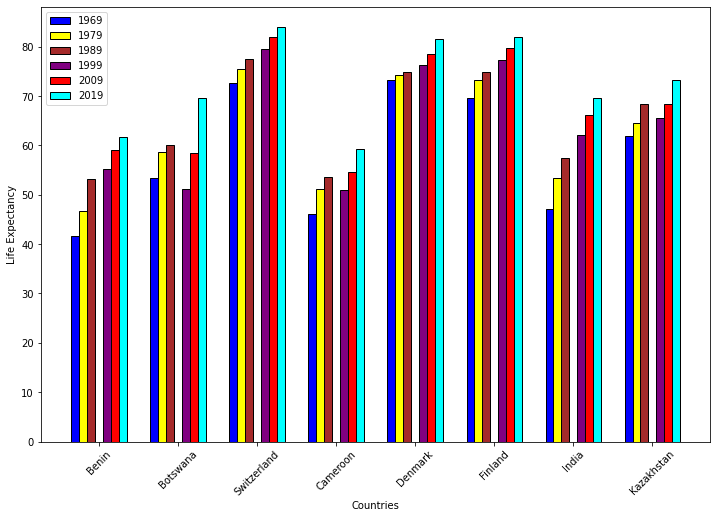 1969
1979
1989
1999
2009
2019
80
70
60
50
40
30
20
10
0
Life Expectancy
Benin
Botswana
Switzerland
Cameroon
Denmark
Finland
India
Kazakhstan
Countries